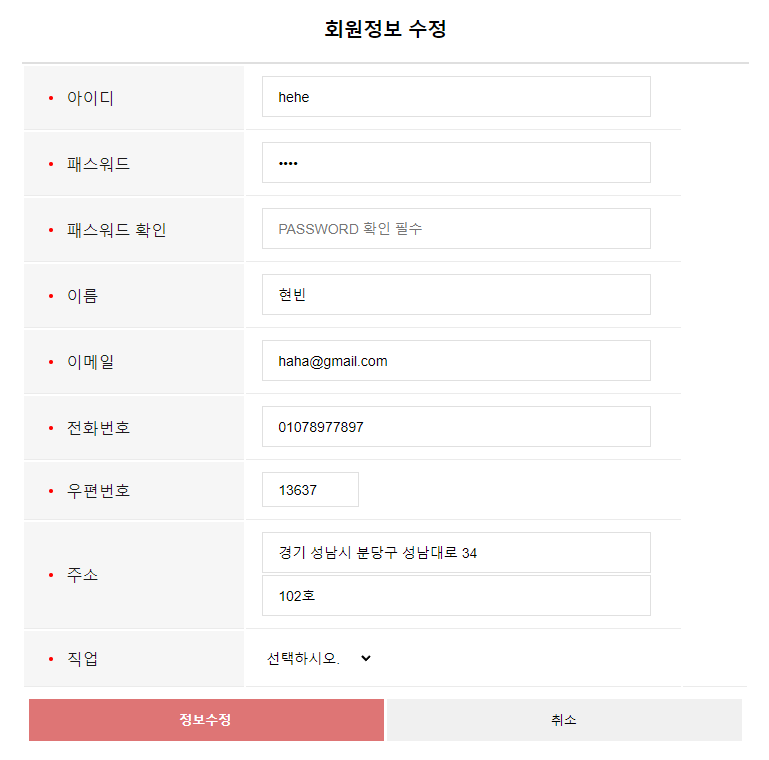 회원정보 수정
아이디 hehe
패스워드 ••••
패스워드 확인 PASSWORD 확인 필수
이름 현빈
이메일 haha@gmail.com
전화번호 01078977897
우편번호 13637
주소 경기 성남시 분당구 성남대로 34
102호
직업 선택하시오.
정보수정 취소